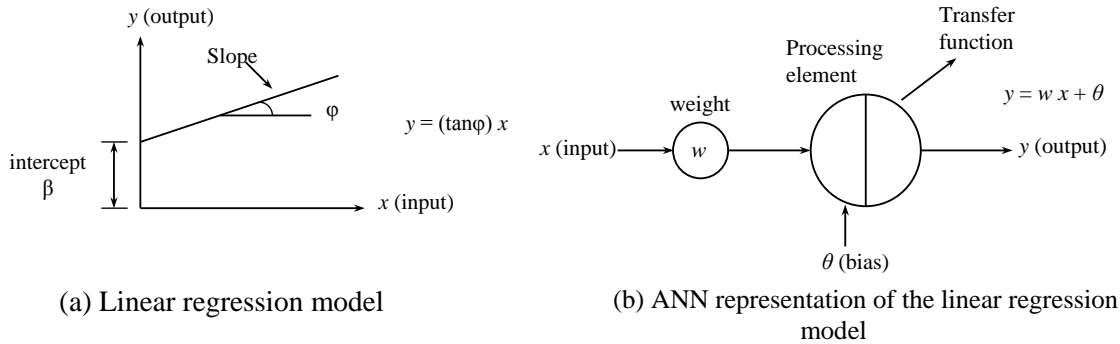 y (output)
Slope
φ
y = (tanφ) x
intercept
β
x (input)
(a) Linear regression model
Transfer
function
Processing
element
y = w x + θ
weight
x (input)
w
y (output)
θ (bias)
(b) ANN representation of the linear regression
model